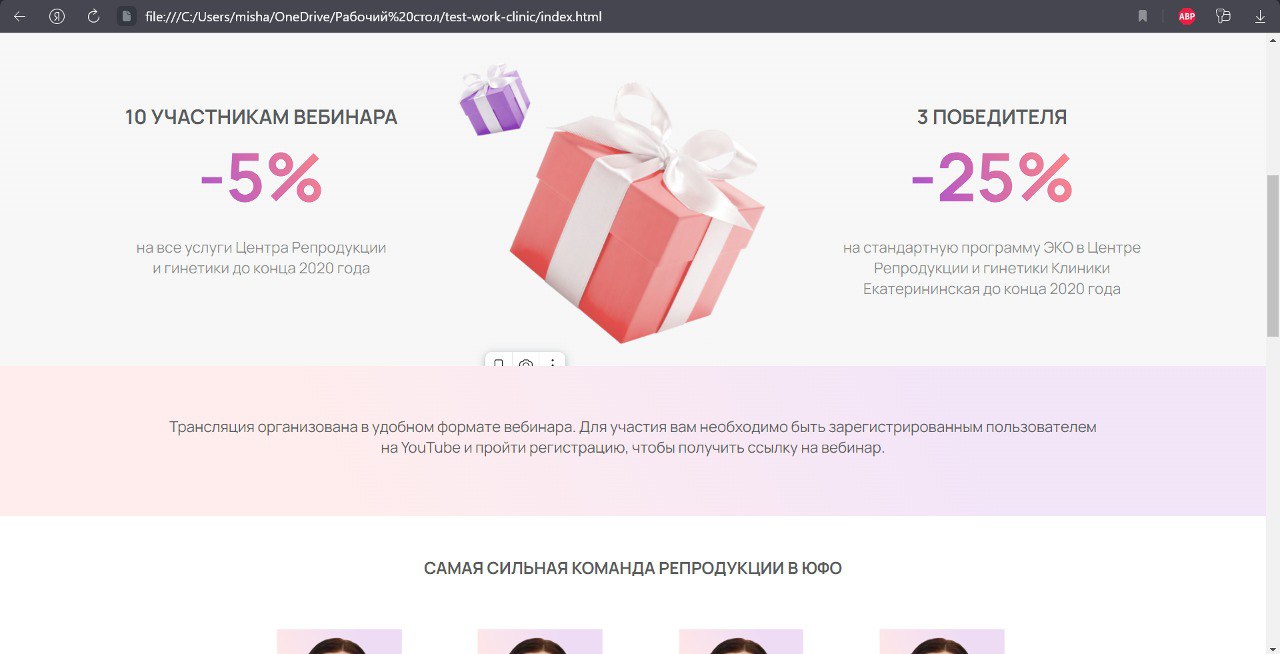 file:///C:/Users/misha/OneDrive/Рабочий%20стол/test-work-clinic/index.html
ABP
10 УЧАСТНИКАМ ВЕБИНАРА
-5%
на все услуги Центра Репродукции
и гинетики до конца 2020 года
3 ПОБЕДИТЕЛЯ
-25%
на стандартную программу ЭКО в Центре
Репродукции и гинетики Клиники
Екатерининская до конца 2020 года
Трансляция организована в удобном формате вебинара. Для участия вам необходимо быть зарегистрированным пользователем
на YouTube и пройти регистрацию, чтобы получить ссылку на вебинар.
САМАЯ СИЛЬНАЯ КОМАНДА РЕПРОДУКЦИИ В ЮФО